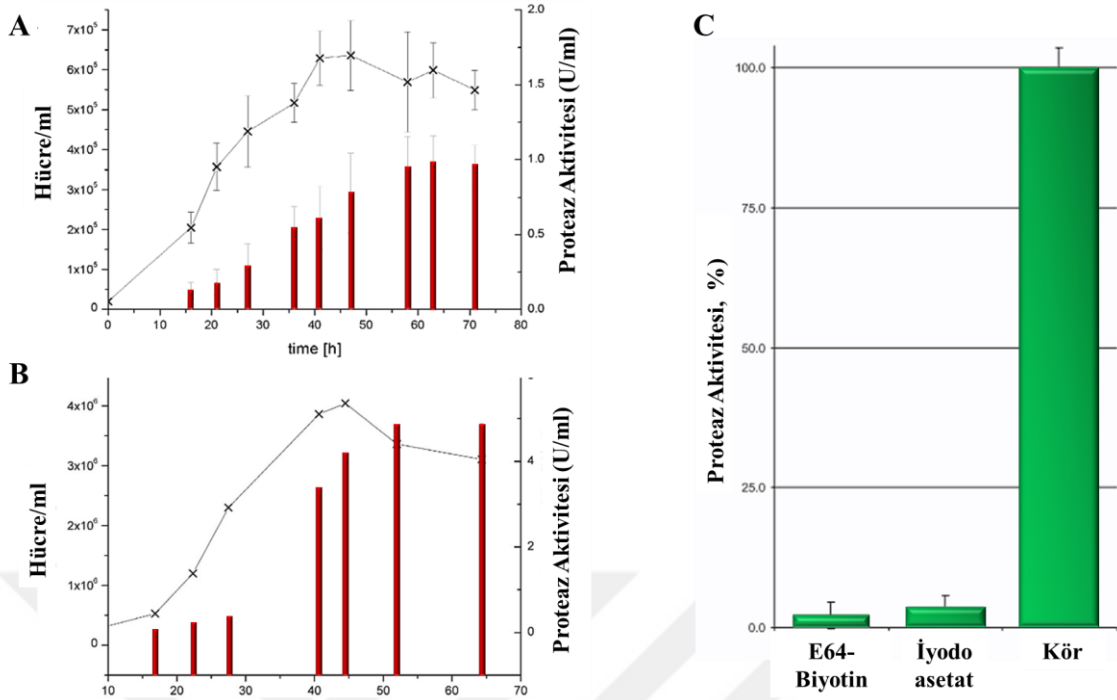 A
Hücre/ml
7x10⁵
6x10⁵
5x10⁵
4x10⁵
3x10⁵
2x10⁵
1x10⁵
0
2.0
1.5
1.0
0.5
0.0
Proteaz Aktivitesi (U/ml)
0 10 20 30 40 50 60 70 80
time [h]
B
Hücre/ml
4x10⁶
3x10⁶
2x10⁶
1x10⁶
0
4
2
0
Proteaz Aktivitesi (U/ml)
10 20 30 40 50 60 70
C
Proteaz Aktivitesi, %)
100.0
75.0
50.0
25.0
0.0
E64-
Biyotin
İyodo
asetat
Kör